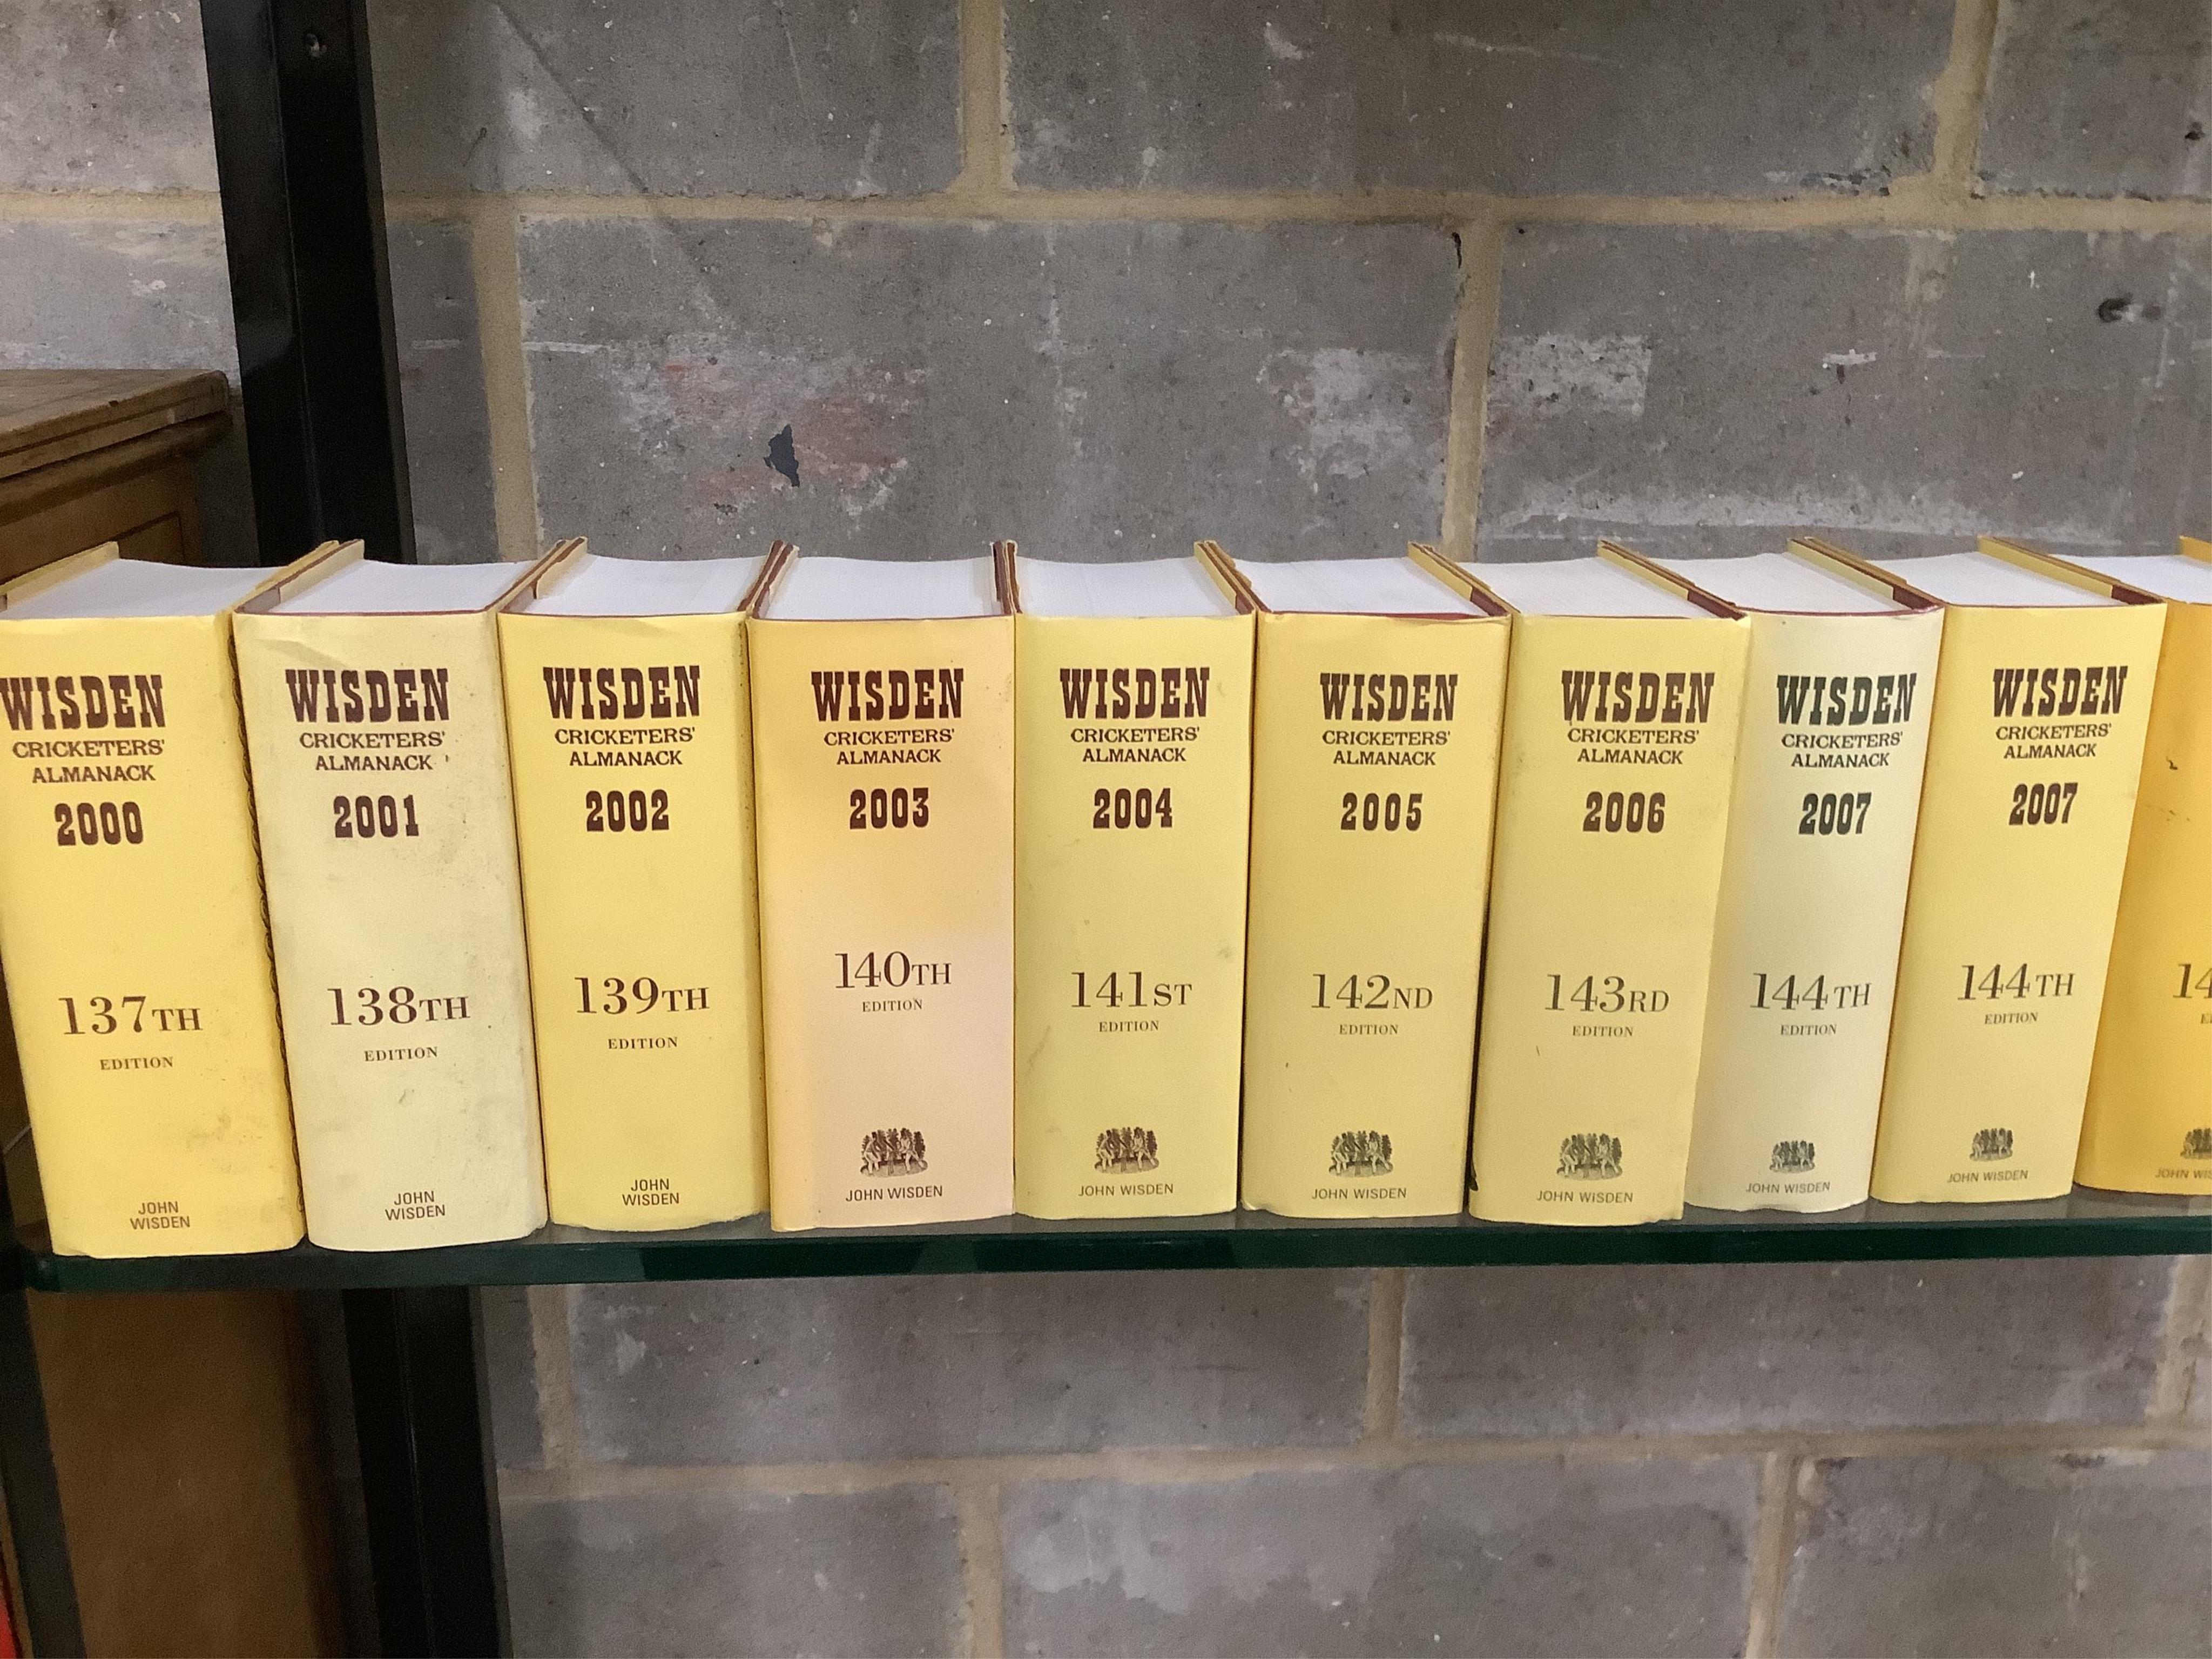 WISDEN
CRICKETERS'
ALMANACK
2000
137TH
EDITION
JOHN
WISDEN
WISDEN
CRICKETERS'
ALMANACK
2001
138TH
EDITION
JOHN
WISDEN
WISDEN
CRICKETERS'
ALMANACK
2002
139TH
EDITION
JOHN
WISDEN
WISDEN
CRICKETERS'
ALMANACK
2003
140TH
EDITION
JOHN WISDEN
WISDEN
CRICKETERS'
ALMANACK
2004
141ST
EDITION
JOHN WISDEN
WISDEN
CRICKETERS'
ALMANACK
2005
142ND
EDITION
JOHN WISDEN
WISDEN
CRICKETERS'
ALMANACK
2006
143RD
EDITION
JOHN WISDEN
WISDEN
CRICKETERS'
ALMANACK
2007
144TH
EDITION
JOHN WISDEN
WISDEN
CRICKETERS'
ALMANACK
2007
144TH
EDITION
JOHN WISDEN
JOHN